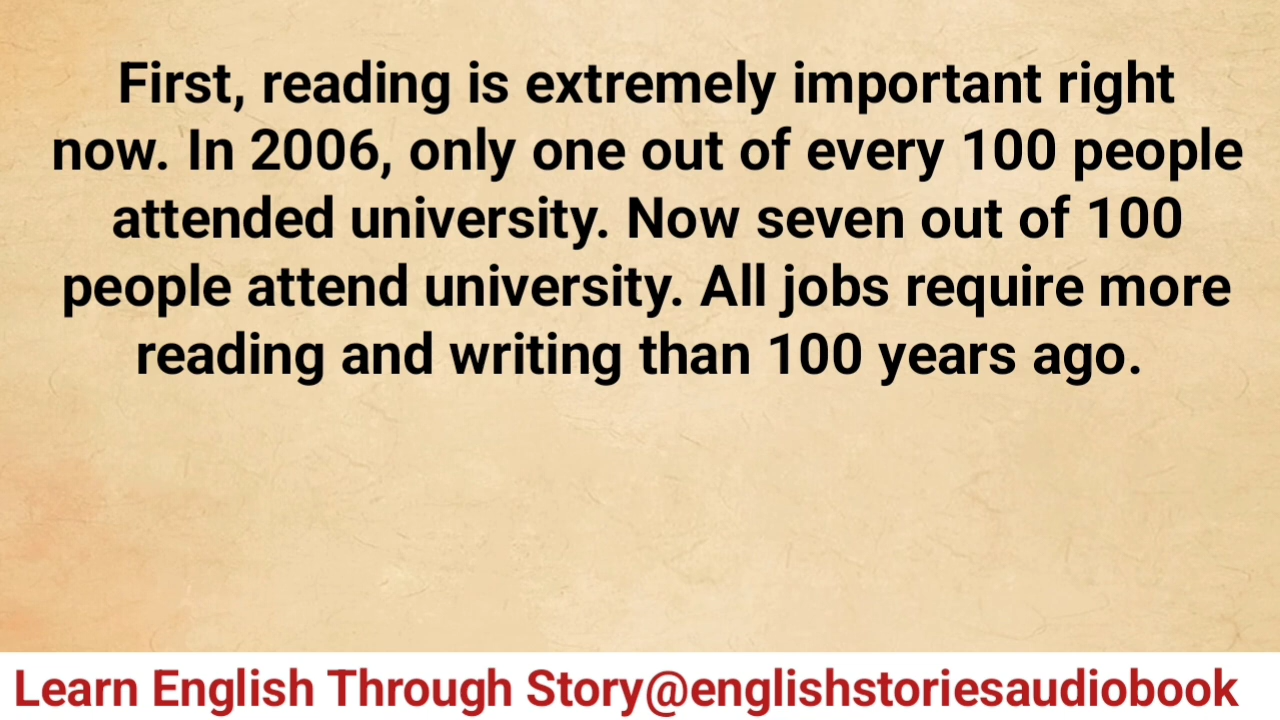 First, reading is extremely important right
now. In 2006, only one out of every 100 people
attended university. Now seven out of 100
people attend university. All jobs require more
reading and writing than 100 years ago.
Learn English Through Story@englishstoriesaudiobook